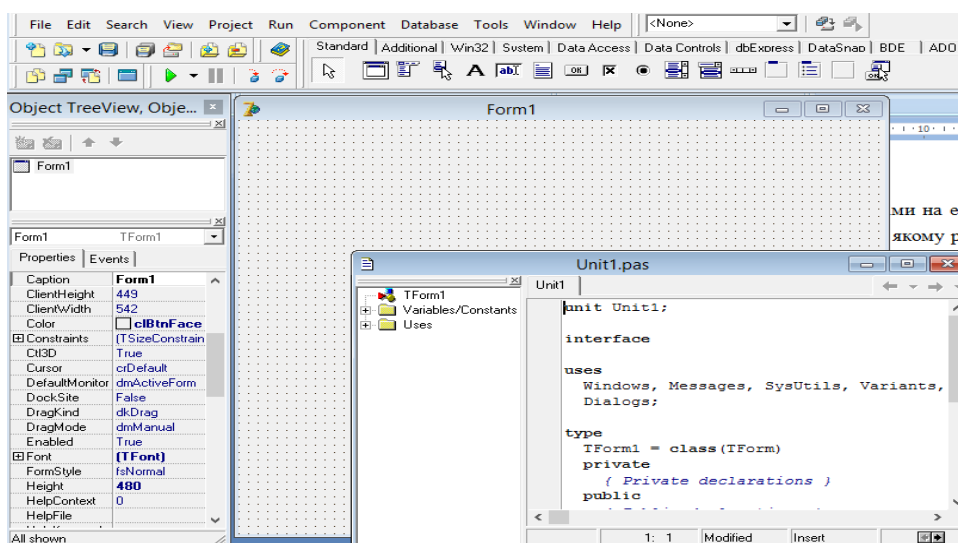 File Edit Search View Project Run Component Database Tools Window Help <None>
Standard Additional Win32 System Data Access Data Controls dbExpress DataSnap BDE ADO
Object TreeView, Obje...
Form1
Form1
10
Form1 TForm1
Properties Events
Caption Form1
ClientHeight 449
ClientWidth 542
Color clBtnFace
Constraints (TSizeConstrain
Ctl3D True
Cursor crDefault
DefaultMonitor dmActiveForm
DockSite False
DragKind dkDrag
DragMode dmManual
Enabled True
Font (TFont)
FormStyle fsNormal
Height 480
HelpContext 0
HelpFile
All shown
ми на е
якому р
Unit1.pas
TForm1
Variables/Constants
Uses
Unit1
unit Unit1;
interface
uses
Windows, Messages, SysUtils, Variants,
Dialogs;
type
TForm1 = class(TForm)
private
{ Private declarations }
public
1: 1 Modified Insert